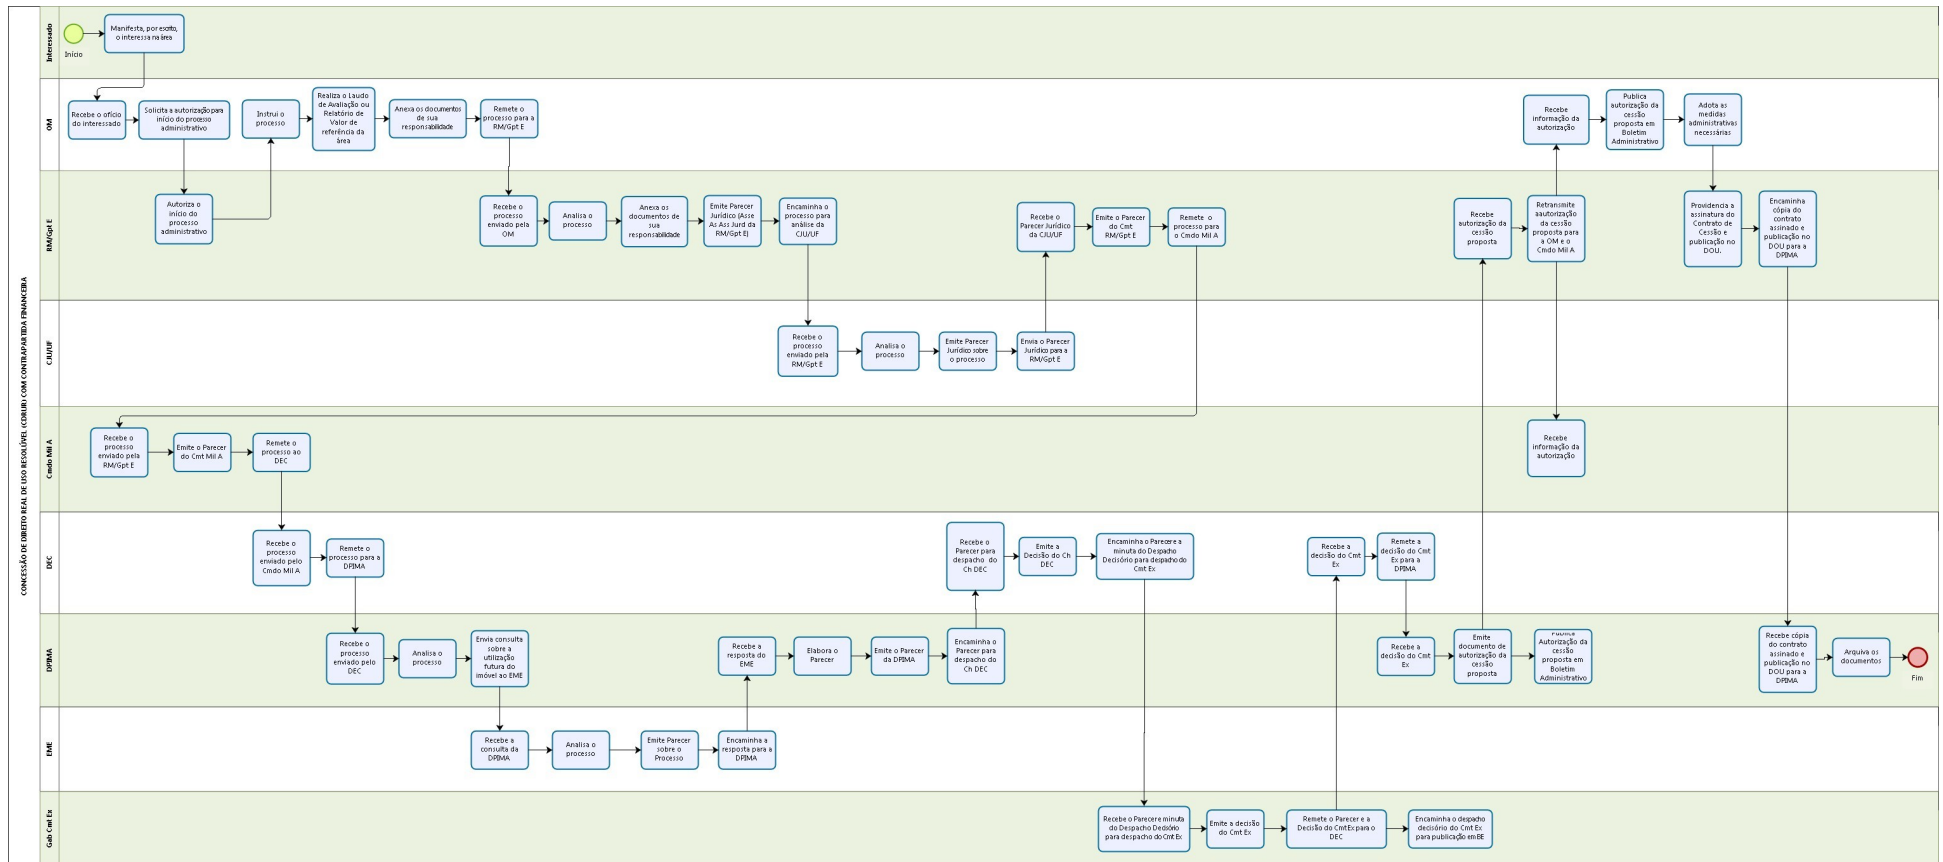 CONCESSÃO DE DIREITO REAL DE USO RESOLÚVEL (CDRUR) COM CONTRAPARTIDA FINANCEIRA
Interessado
Início
Manifesta, por escrito,
o interessa na área
OM
Recebe o ofício
do interessado
Solicita a autorização para
início do processo
administrativo
Instrui o
processo
Realiza o Laudo
de Avaliação ou
Relatório de
Valor de
referência da
área
Anexa os documentos
de sua
responsabilidade
Remete o
processo para a
RM/Gpt E
Recebe
informação da
autorização
Publica
autorização da
cessão
proposta em
Boletim
Administrativo
Adota as
medidas
administrativas
necessárias
RM/Gpt E
Autoriza o
início do
processo
administrativo
Recebe o
processo
enviado pela
OM
Analisa o
processo
Anexa os
documentos de
sua
responsabilidade
Emite Parecer
Jurídico (Asse
As Ass Jurd da
RM/Gpt E)
Encaminha o
processo para
análise da
CJU/UF
Recebe o
Parecer Jurídico
da CJU/UF
Emite o Parecer
do Cmt
RM/Gpt E
Remete o
processo para
o Cmdo Mil A
Recebe
autorização da
cessão
proposta
Retransmite
aautorização
da cessão
proposta para
a OM e o
Cmdo Mil A
Providencia a
assinatura do
Contrato de
Cessão e
publicação no
DOU.
Encaminha
cópia do
contrato
assinado e
publicação no
DOU para a
DPIMA
CJU/UF
Recebe o
processo
enviado pela
RM/Gpt E
Analisa o
processo
Emite Parecer
Jurídico sobre
o processo
Envia o Parecer
Jurídico para a
RM/Gpt E
Cmdo Mil A
Recebe o
processo
enviado pela
RM/Gpt E
Emite o Parecer
do Cmt Mil A
Remete o
processo ao
DEC
Recebe
informação da
autorização
DEC
Recebe o
processo
enviado pelo
Cmdo Mil A
Remete o
processo para a
DPIMA
Recebe o
Parecer para
despacho do
Ch DEC
Emite a
Decisão do Ch
DEC
Encaminha o Parecere a
minuta do Despacho
Decisório para despacho do
Cmt Ex
Recebe a
decisão do Cmt
Ex
Remete a
decisão do Cmt
Ex para a
DPIMA
DPIMA
Recebe o
processo
enviado pelo
DEC
Analisa o
processo
Envia consulta
sobre a
utilização
futura do
imóvel ao EME
Recebe a
resposta do
EME
Elabora o
Parecer
Emite o Parecer
da DPIMA
Encaminha o
Parecer para
despacho do
Ch DEC
Recebe a
decisão do Cmt
Ex
Emite
documento de
autorização da
cessão
proposta
Publica
Autorização da
cessão
proposta em
Boletim
Administrativo
Recebe cópia
do contrato
assinado e
publicação no
DOU para a
DPIMA
Arquiva os
documentos
Fim
EME
Recebe a
consulta da
DPIMA
Analisa o
processo
Emite Parecer
sobre o
Processo
Encaminha a
resposta para a
DPIMA
Gab Cmt Ex
Recebe o Parecere minuta
do Despacho Decisório
para despacho do Cmt Ex
Emite a decisão
do Cmt Ex
Remete o Parecer e a
Decisão do Cmt Ex para o
DEC
Encaminha o despacho
decisório do Cmt Ex
para publicação em BE